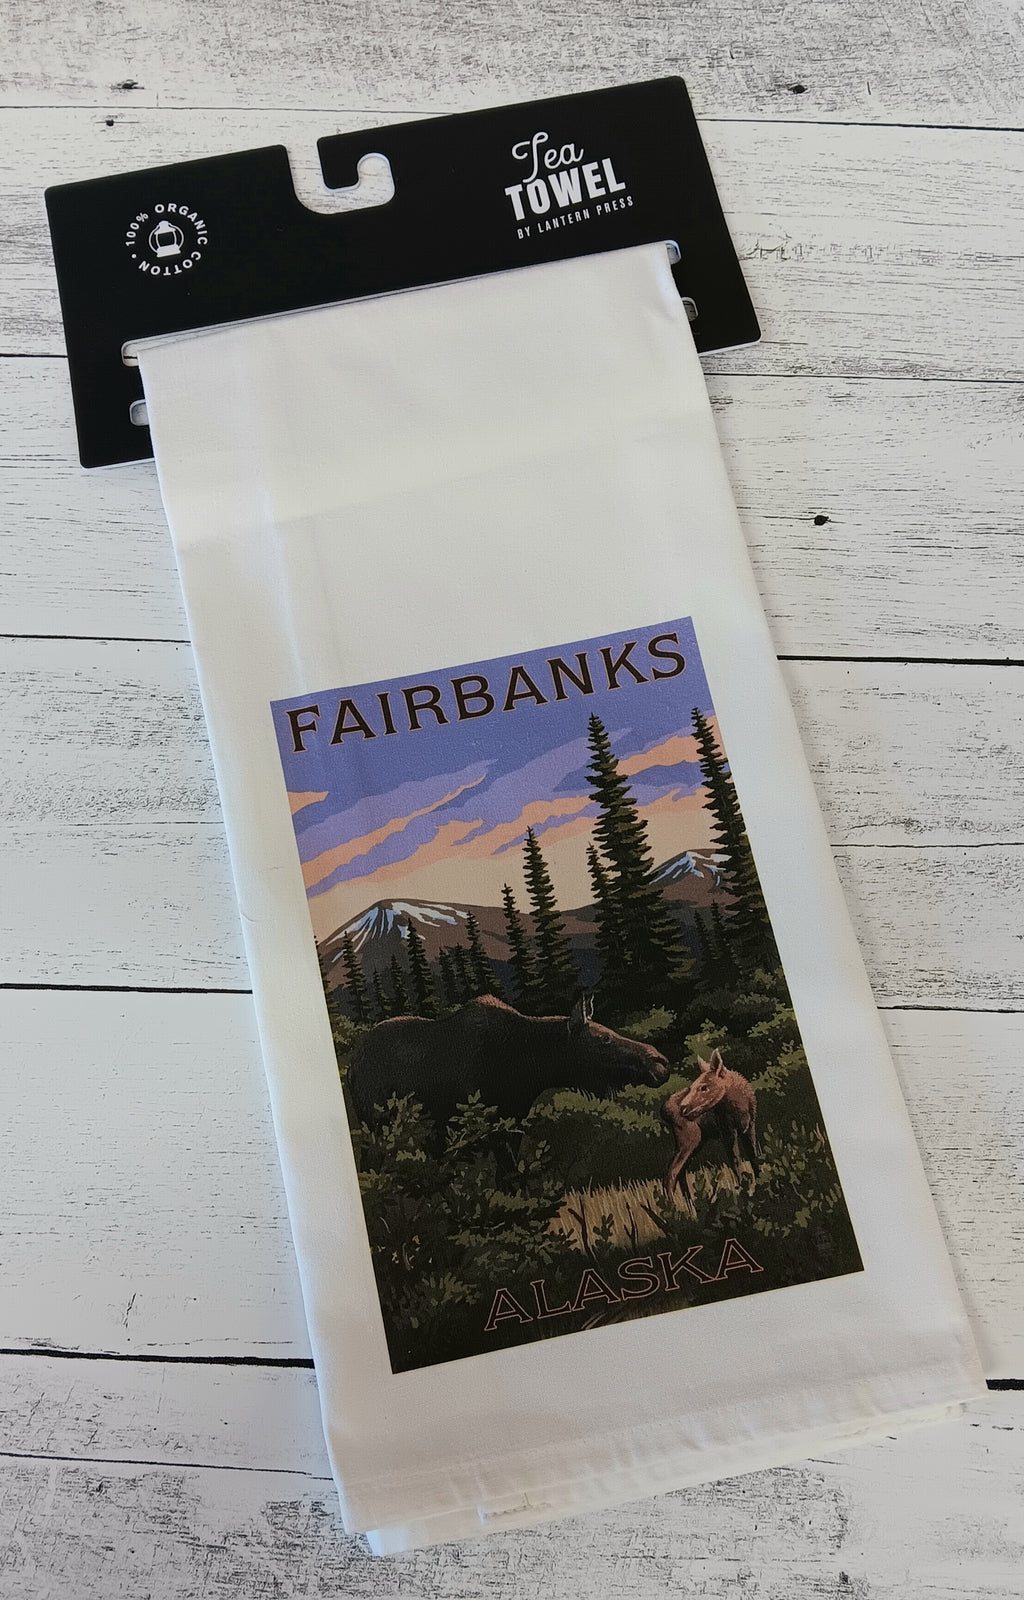 100% ORGANIC COTTON •
Tea
TOWEL
BY LANTERN PRESS
FAIRBANKS
ALASKA